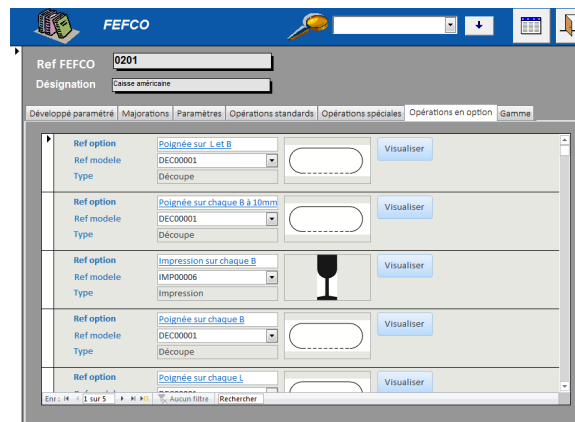 FEFCO
Ref FEFCO 0201
Désignation Caisse américaine
Développé paramétré Majorations Paramètres Opérations standards Opérations spéciales Opérations en option Gamme
Ref option Poignée sur L et B Visualiser
Ref modele DEC00001
Type Découpe
Ref option Poignée sur chaque B à 10mm Visualiser
Ref modele DEC00001
Type Découpe
Ref option Impression sur chaque B Visualiser
Ref modele IMP00006
Type Impression
Ref option Poignée sur chaque B Visualiser
Ref modele DEC00001
Type Découpe
Ref option Poignée sur chaque L Visualiser
Enr : 1 sur 5 Aucun filtre Rechercher